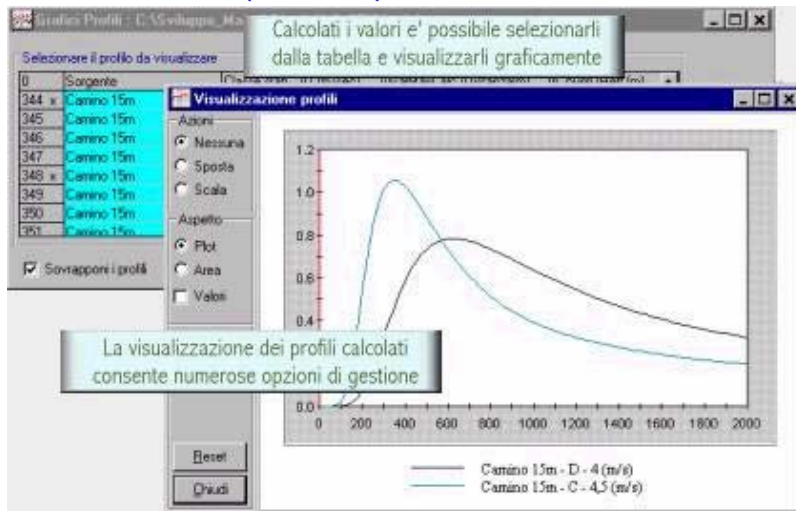 Grafici Profili : C:\Sviluppo_Ma
Calcolati i valori e' possibile selezionarli
dalla tabella e visualizzarli graficamente
Selezionare il profilo da visualizzare
0 Sorgente
344 x Camino 15m
345 Camino 15m
346 Camino 15m
347 Camino 15m
348 x Camino 15m
349 Camino 15m
350 Camino 15m
351 Camino 15m
Sovrapponi i profili
Visualizzazione profili
Azioni
Nessuna
Sposta
Scala
Aspetto
Plot
Area
Valori
1.2
1.0
0.8
0.6
0.4
0.0
0 200 400 600 800 1000 1200 1400 1600 1800 2000
La visualizzazione dei profili calcolati
consente numerose opzioni di gestione
Reset
Chiudi
Camino 15m - D - 4 (m/s)
Camino 15m - C - 4,5 (m/s)